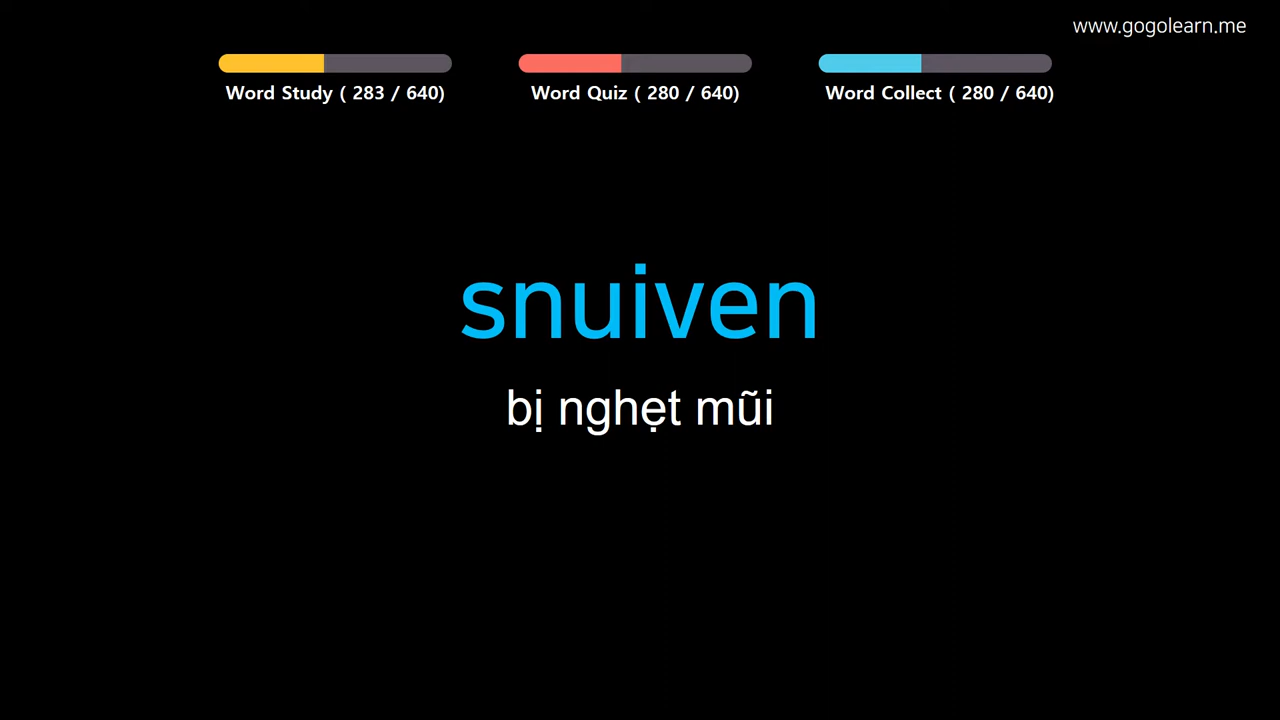 www.gogolearn.me
Word Study ( 283 / 640)
Word Quiz ( 280 / 640)
Word Collect ( 280 / 640)
snuiven
bị nghẹt mũi